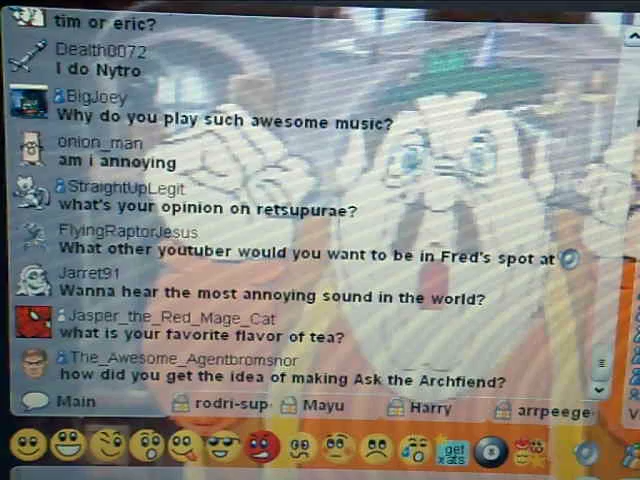 tim or eric?
Dealth0072
I do Nytro
BigJoey
Why do you play such awesome music?
onion_man
am i annoying
StraightUpLegit
what's your opinion on retsupurae?
FlyingRaptorJesus
What other youtuber would you want to be in Fred's spot at
Jarret91
Wanna hear the most annoying sound in the world?
Jasper_the_Red_Mage_Cat
what is your favorite flavor of tea?
The_Awesome_Agentbromsnor
how did you get the idea of making Ask the Archfiend?
Main rodri-sup Mayu Harry arrpeege
get xats 8
V